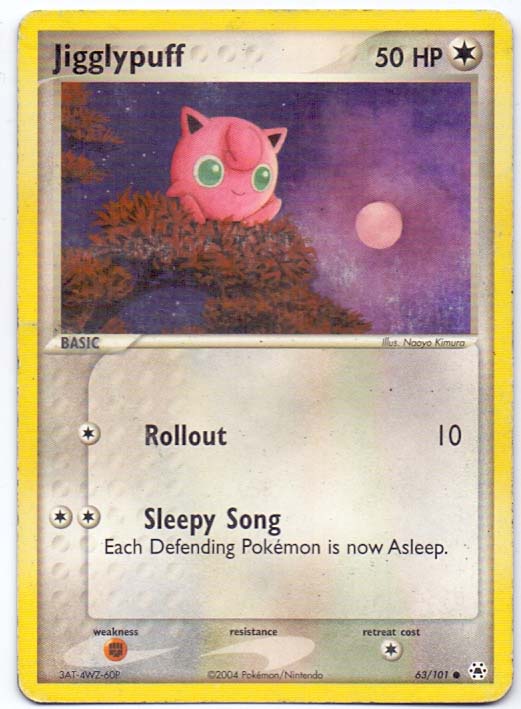 Jigglypuff 50 HP
BASIC Illus. Naoyo Kimura
Rollout 10
Sleepy Song
Each Defending Pokémon is now Asleep.
weakness resistance retreat cost
3AT-4WZ-60P ©2004 Pokémon/Nintendo 63/101